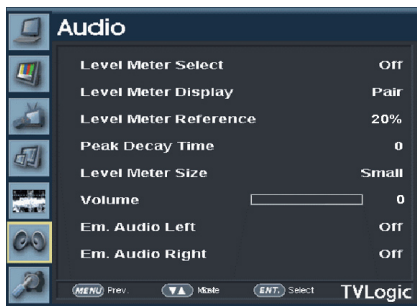 Audio
Level Meter Select Off
Level Meter Display Pair
Level Meter Reference 20%
Peak Decay Time 0
Level Meter Size Small
Volume 0
Em. Audio Left Off
Em. Audio Right Off
MENU Prev. ▼▲ ENT. Select TVLogic